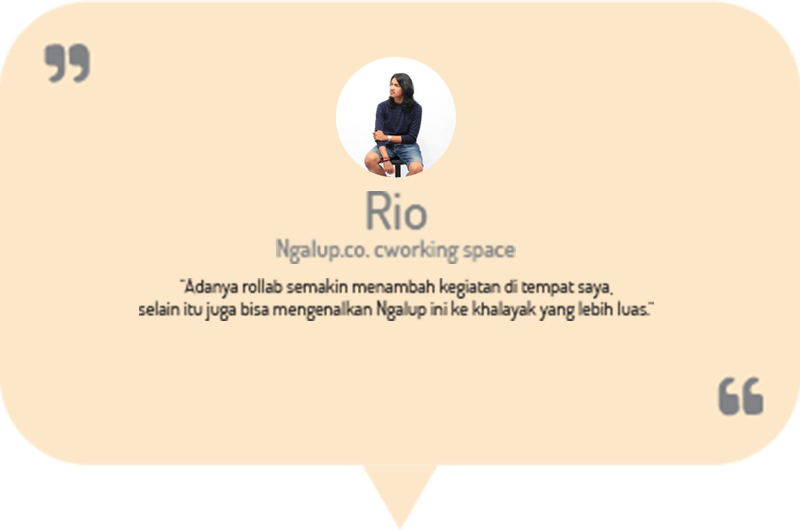 Rio
Ngalup.co. cworking space
"Adanya rollab semakin menambah kegiatan di tempat saya,
selain itu juga bisa mengenalkan Ngalup ini ke khalayak yang lebih luas."